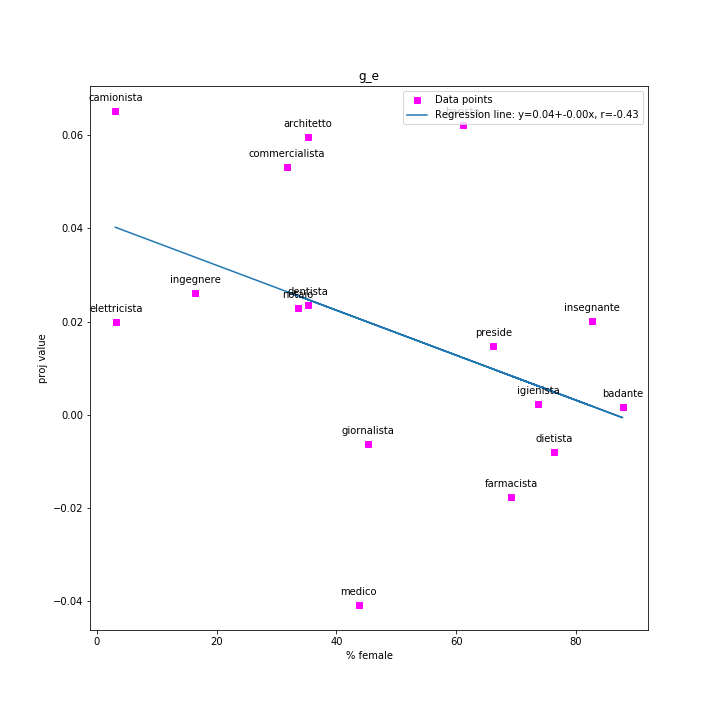 g_e
camionista
Data points
Regression line: y=0.04+-0.00x, r=-0.43
architetto
commercialista
ingegnere
dentista
notaio
elettricista
insegnante
preside
igienista
badante
giornalista
dietista
farmacista
medico
0.06
0.04
0.02
0.00
−0.02
−0.04
proj value
0
20
40
60
80
% female